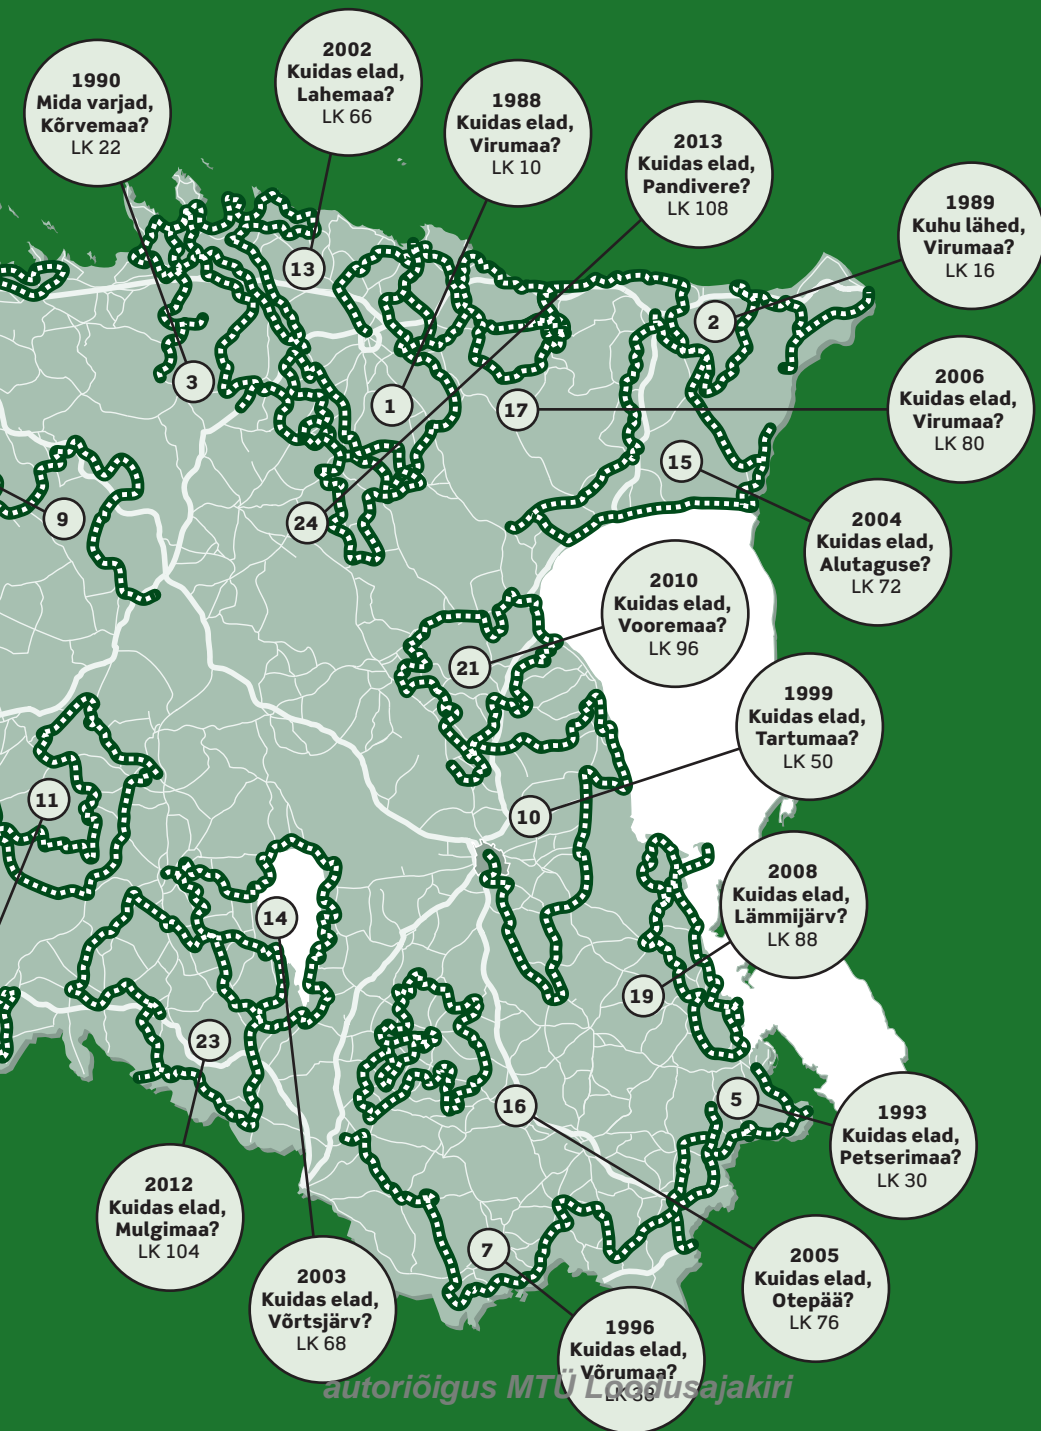 2002
Kuidas elad,
Lahemaa?
LK 66
1990
Mida varjad,
Kõrvemaa?
LK 22
1988
Kuidas elad,
Virumaa?
LK 10
2013
Kuidas elad,
Pandivere?
LK 108
1989
Kuhu lähed,
Virumaa?
LK 16
13
2
3
1
17
2006
Kuidas elad,
Virumaa?
LK 80
15
9
24
2004
Kuidas elad,
Alutaguse?
LK 72
2010
Kuidas elad,
Vooremaa?
LK 96
21
1999
Kuidas elad,
Tartumaa?
LK 50
11
10
2008
Kuidas elad,
Lämmijärv?
LK 88
14
19
23
16
5
1993
Kuidas elad,
Petserimaa?
LK 30
2012
Kuidas elad,
Mulgimaa?
LK 104
7
2005
Kuidas elad,
Otepää?
LK 76
2003
Kuidas elad,
Võrtsjärv?
LK 68
1996
Kuidas elad,
Võrumaa?
LK 38
autoriõigus MTÜ Loodusajakiri